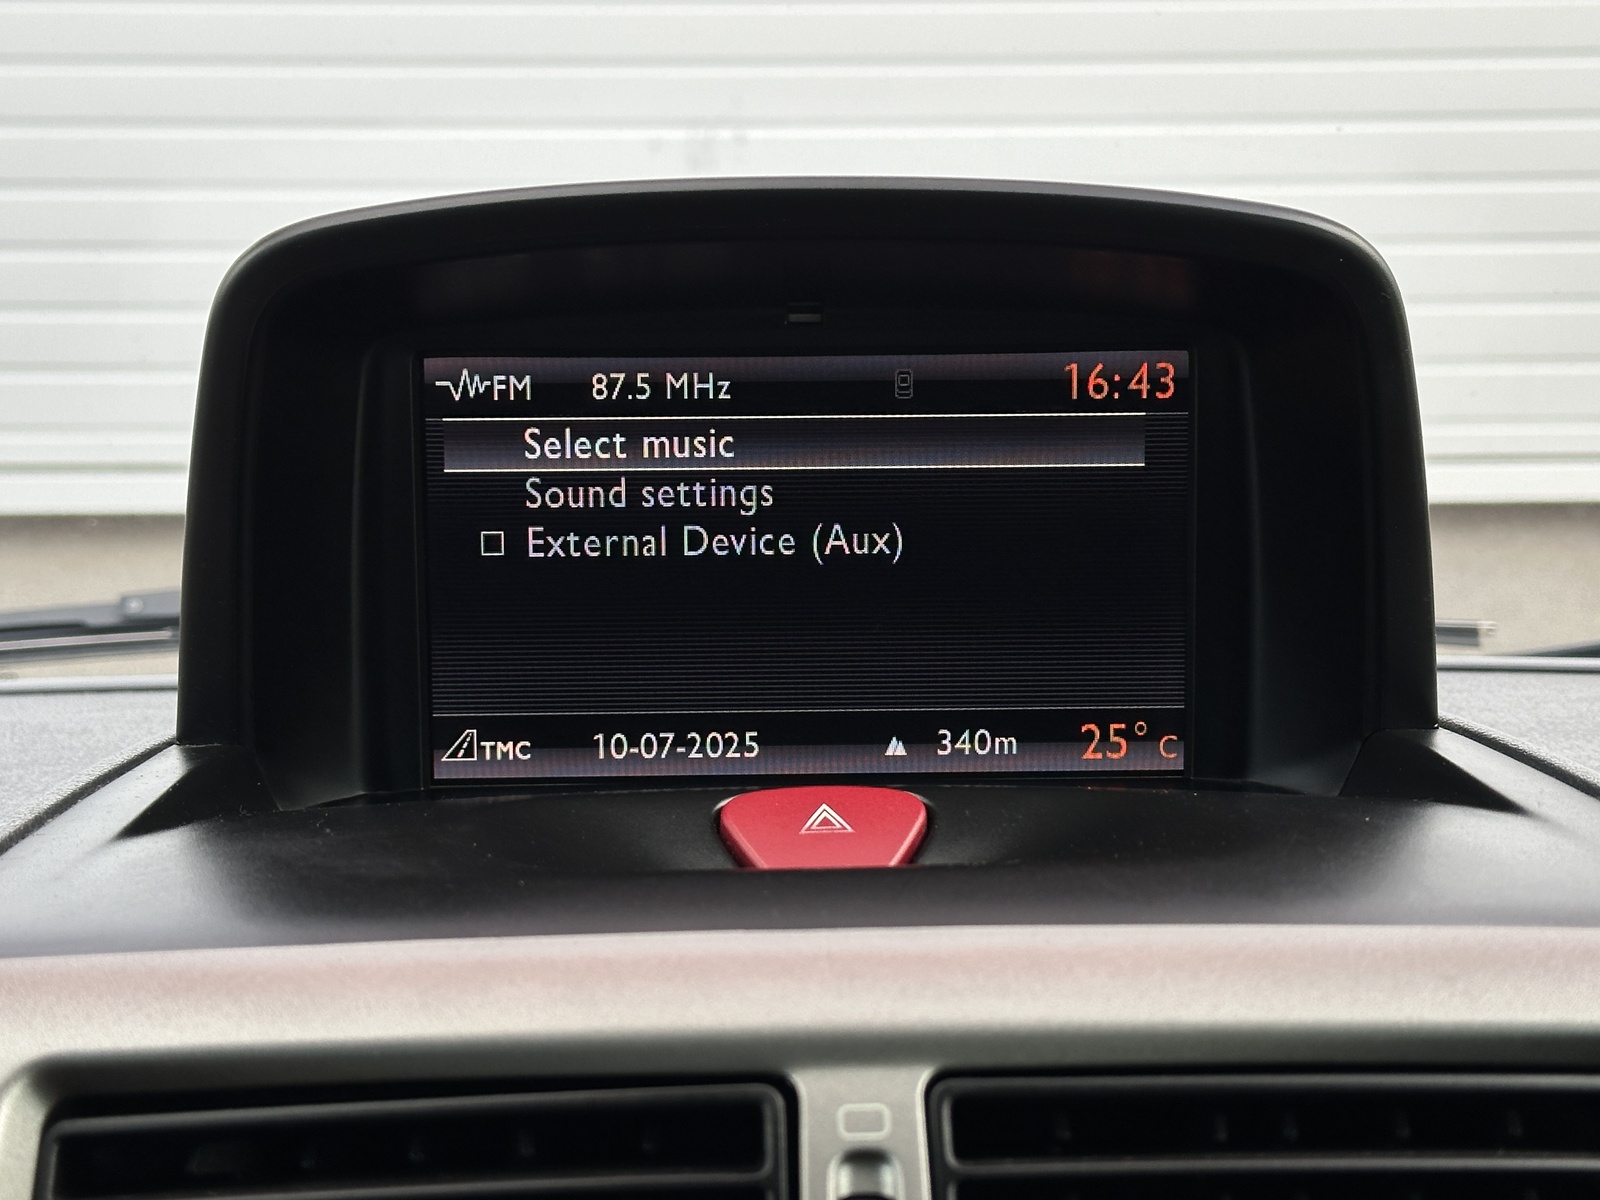 FM 87.5 MHz 16:43
Select music
Sound settings
External Device (Aux)
TMC 10-07-2025 340m 25° C